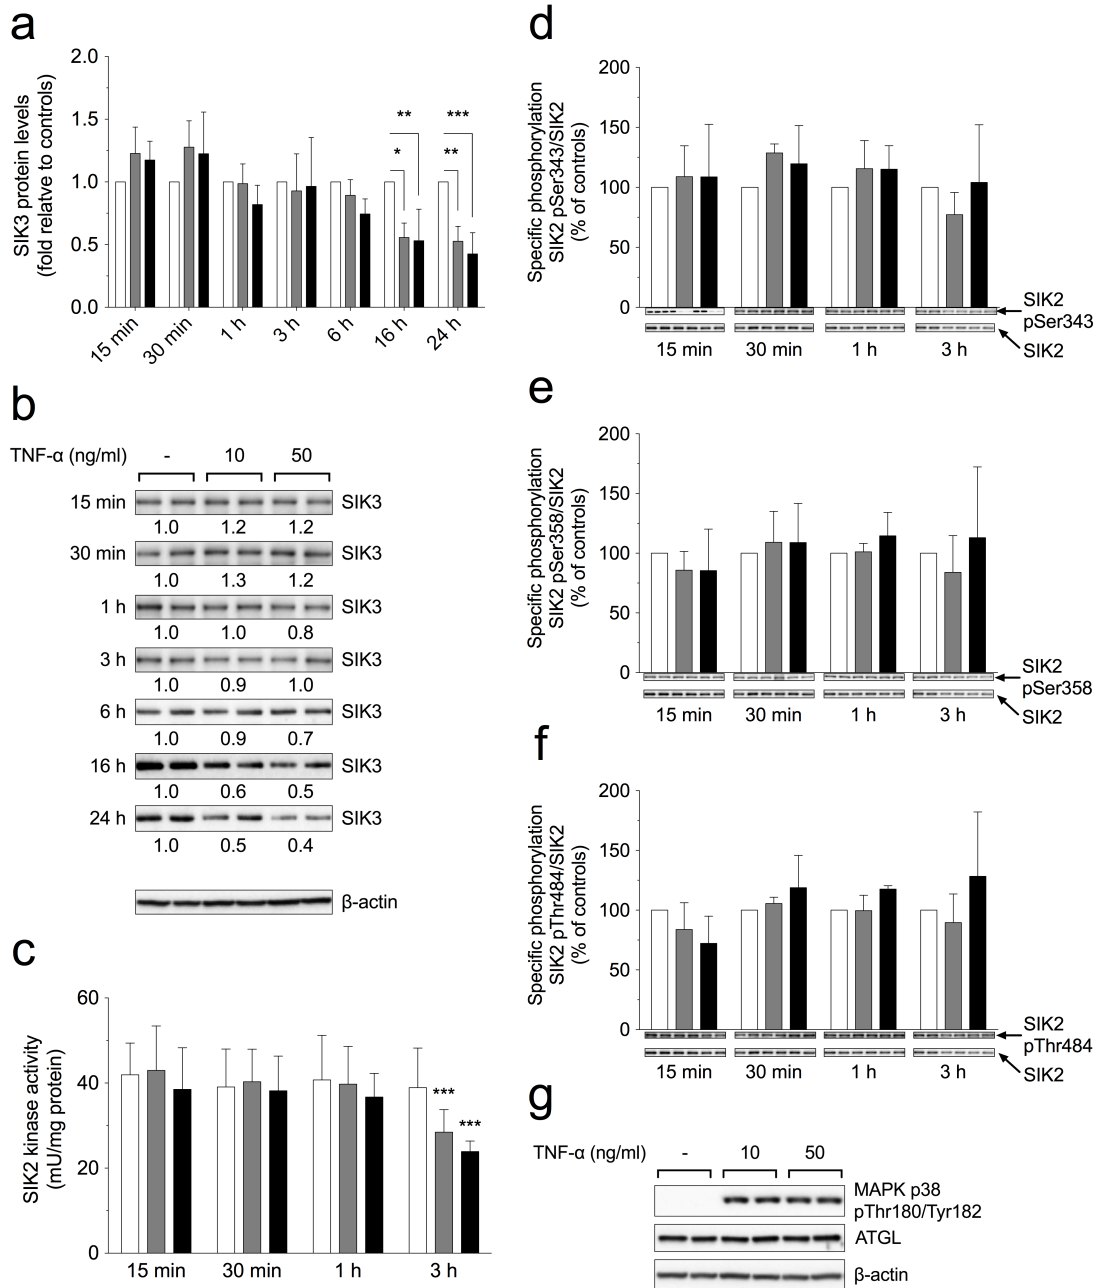 a
SIK3 protein levels
(fold relatve to controls)
2.0
1.5
1.0
0.5
0.0
**
*
***
**
15 min
30 min
1 h
3 h
6 h
16 h
24 h
b
TNF-α (ng/ml) - 10 50
15 min SIK3
1.0 1.2 1.2
30 min SIK3
1.0 1.3 1.2
1 h SIK3
1.0 1.0 0.8
3 h SIK3
1.0 0.9 1.0
6 h SIK3
1.0 0.9 0.7
16 h SIK3
1.0 0.6 0.5
24 h SIK3
1.0 0.5 0.4
β-actin
c
SIK2 kinase activity
(mU/mg protein)
60
40
20
0
***
***
15 min 30 min 1 h 3 h
d
Specific phosphorylation
SIK2 pSer343/SIK2
(% of controls)
200
150
100
50
0
SIK2
pSer343
SIK2
15 min 30 min 1 h 3 h
e
Specific phosphorylation
SIK2 pSer358/SIK2
(% of controls)
200
150
100
50
0
SIK2
pSer358
SIK2
15 min 30 min 1 h 3 h
f
Specific phosphorylation
SIK2 pThr484/SIK2
(% of controls)
200
150
100
50
0
SIK2
pThr484
SIK2
15 min 30 min 1 h 3 h
g
TNF-α (ng/ml) - 10 50
MAPK p38
pThr180/Tyr182
ATGL
β-actin